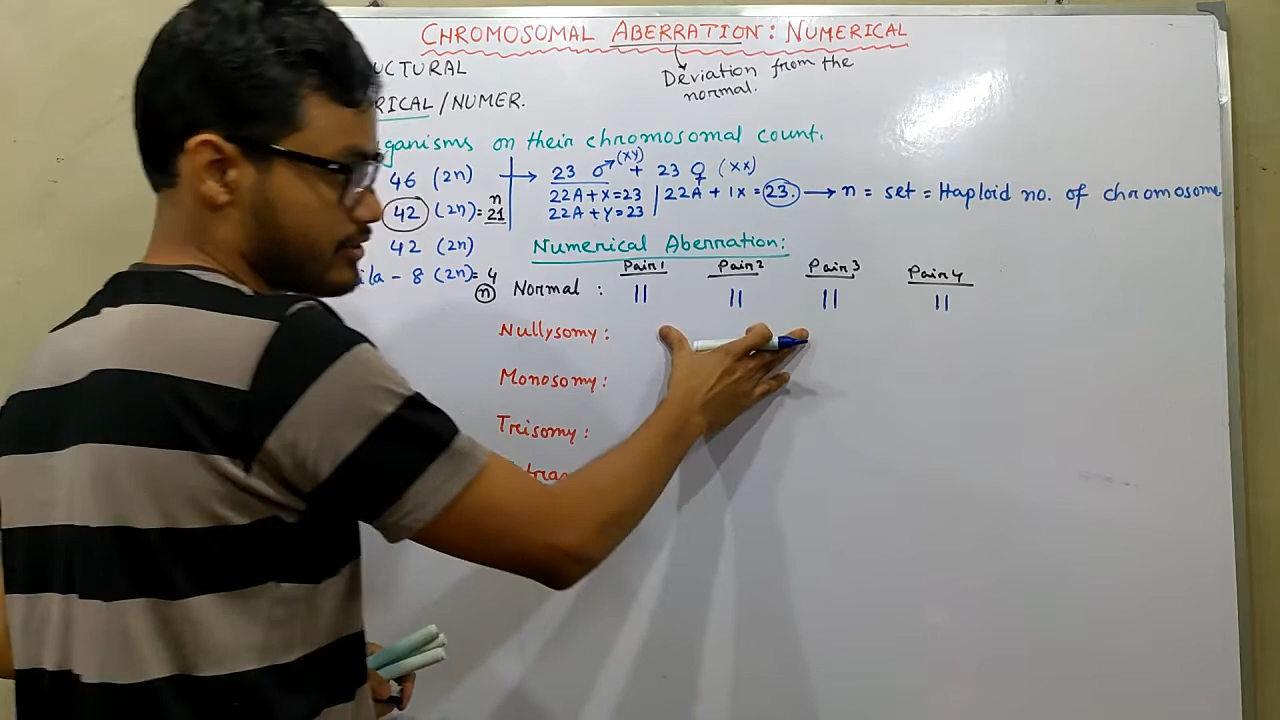 CHROMOSOMAL ABERRATION: NUMERICAL
UCTURAL
Deviation from the
normal.
RICAL / NUMER.
ganisms on their chromosomal count.
46 (2n) → 23 ♂ (XY) + 23 ♀ (XX)
22A+X=23 | 22A + 1X = 23. → n = set = Haploid no. of chromosome
42 (2n) = 21 n
22A+Y=23
42 (2n)
Numerical Aberration:
ila - 8 (2n) = 4
n
Pair 1 Pair 2 Pair 3 Pair 4
Normal : || || || ||
Nullysomy:
Monosomy:
Trisomy: